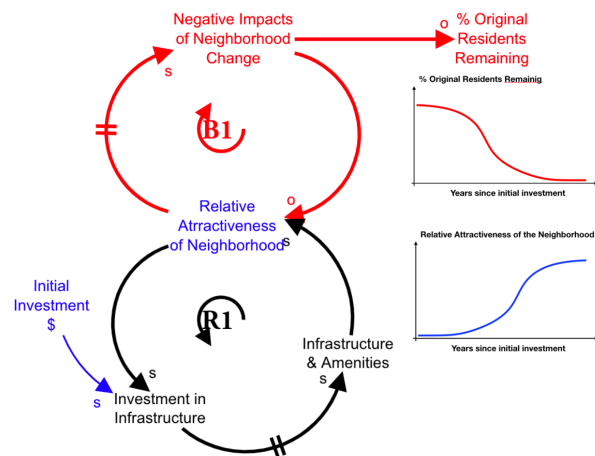 Negative Impacts
of Neighborhood
Change
o
% Original
Residents
Remaining
s
% Original Residents Remaig
B1
Years since initial investment
o
Relative
Atrractiveness
of Neighborhood
s
Relative Attractiveness of the Neighborhood
Initial
Investment
$
R1
Infrastructure
& Amenities
s
Years since initial investment
s
s
Investment in
Infrastructure